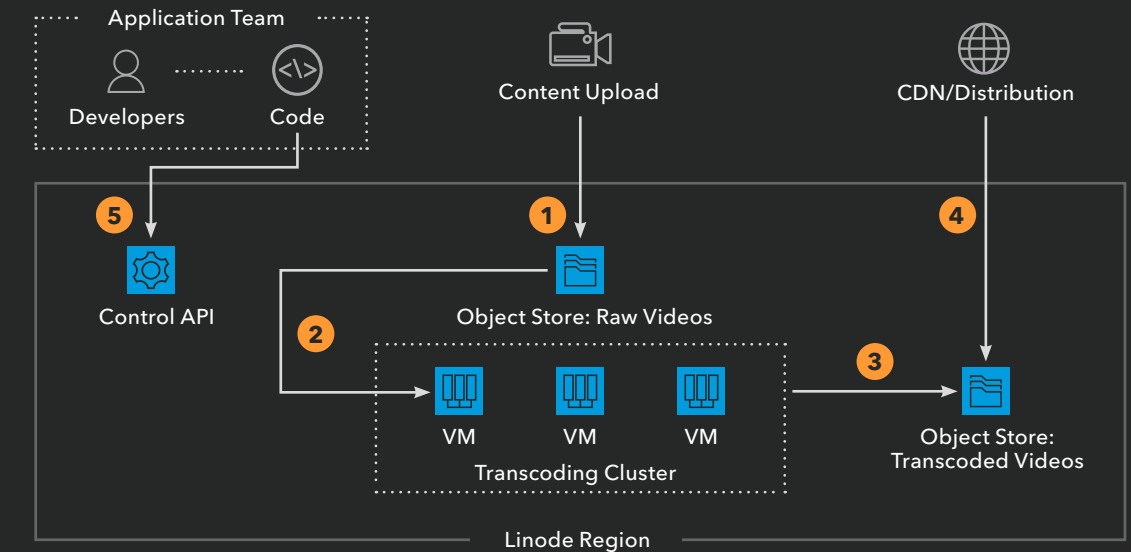 Application Team
Developers
Code
Content Upload
CDN/Distribution
5
1
4
Control API
Object Store: Raw Videos
2
3
VM
VM
VM
Transcoding Cluster
Object Store:
Transcoded Videos
Linode Region